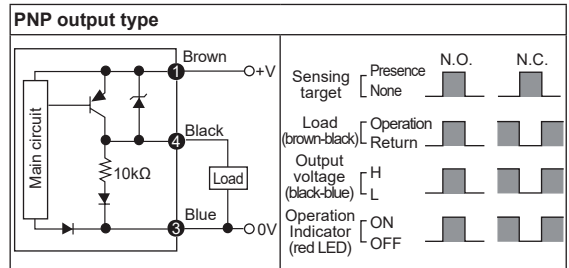 PNP output type
Main circuit
10kΩ
1
Brown
+V
4
Black
Load
3
Blue
0V
N.O.
N.C.
Sensing
target
Presence
None
Load
(brown-black)
Operation
Return
Output
voltage
(black-blue)
H
L
Operation
Indicator
(red LED)
ON
OFF